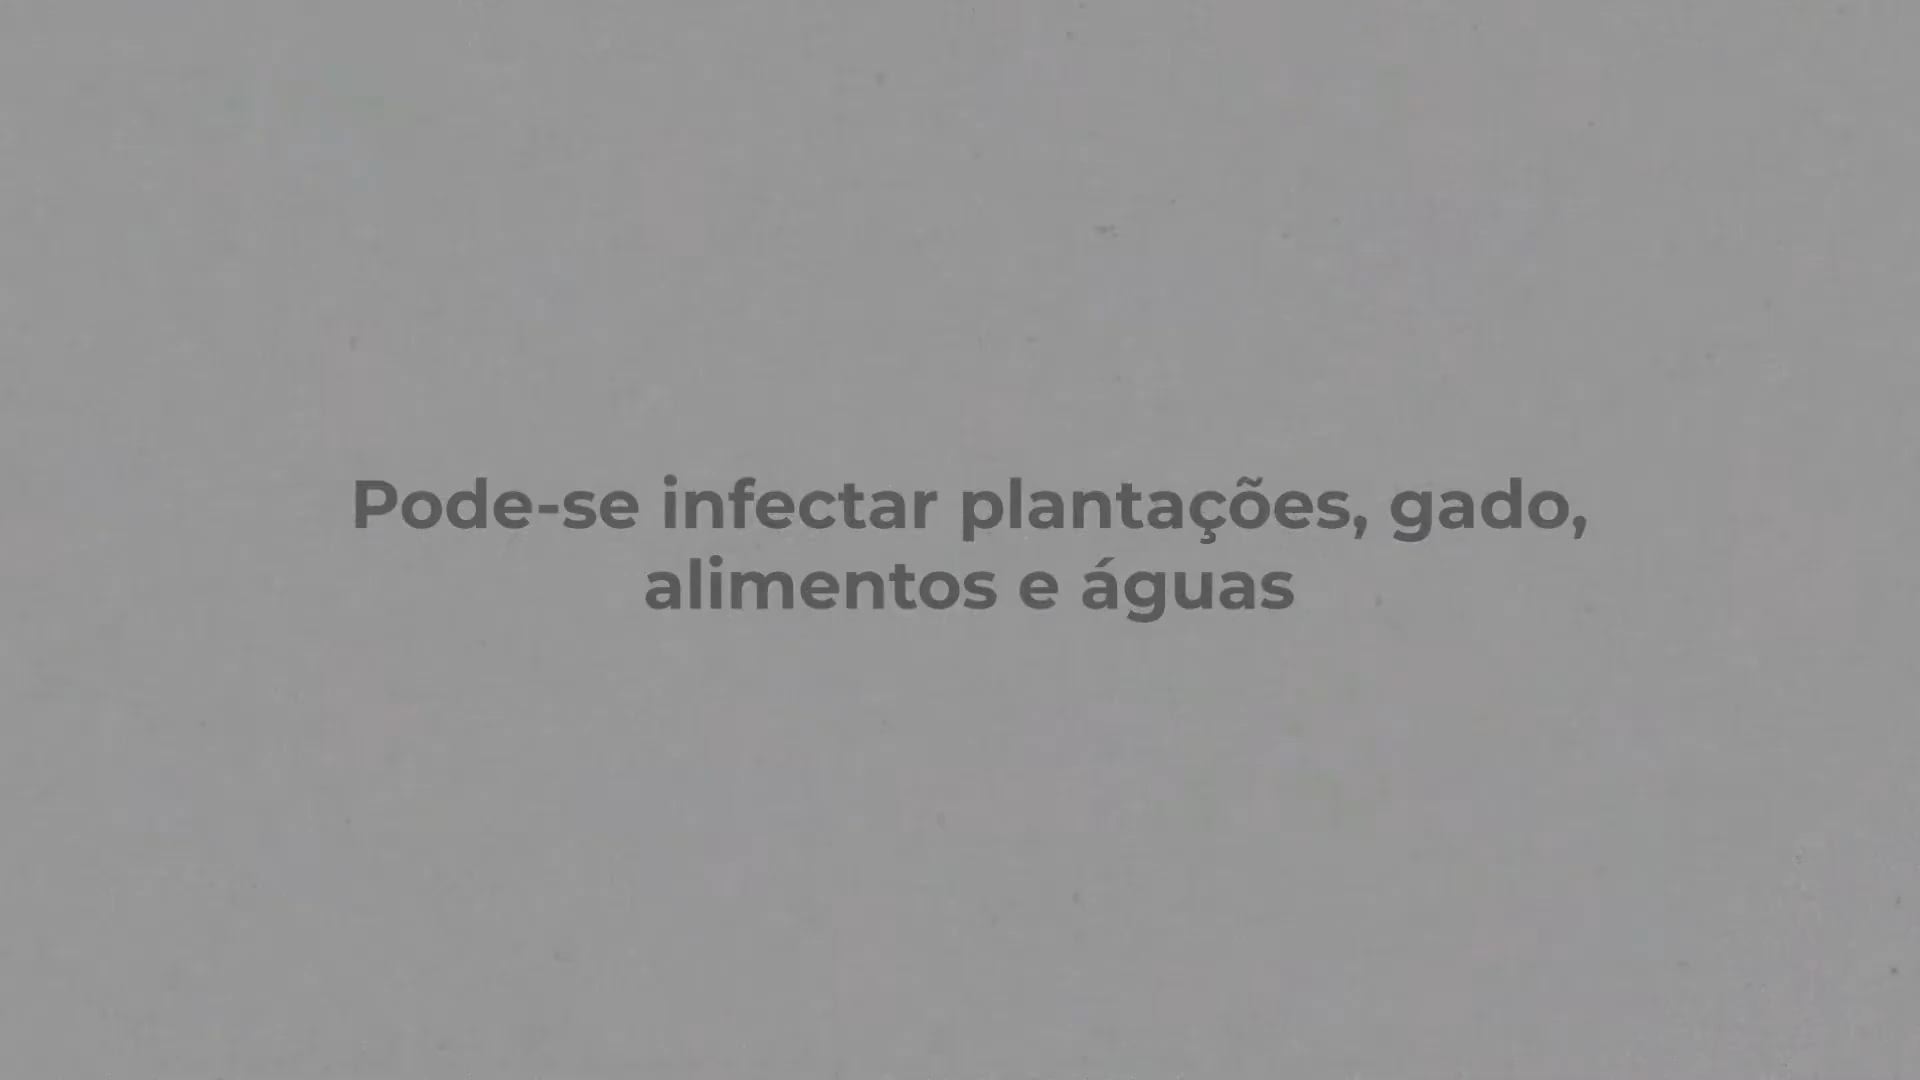 Pode-se infectar plantações, gado,
alimentos e águas